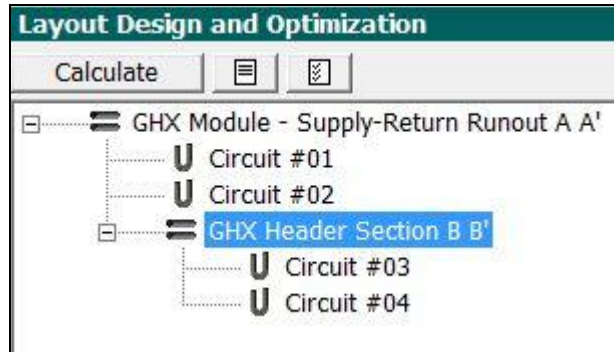 Layout Design and Optimization
Calculate
GHX Module - Supply-Return Runout A A'
Circuit #01
Circuit #02
GHX Header Section B B'
Circuit #03
Circuit #04